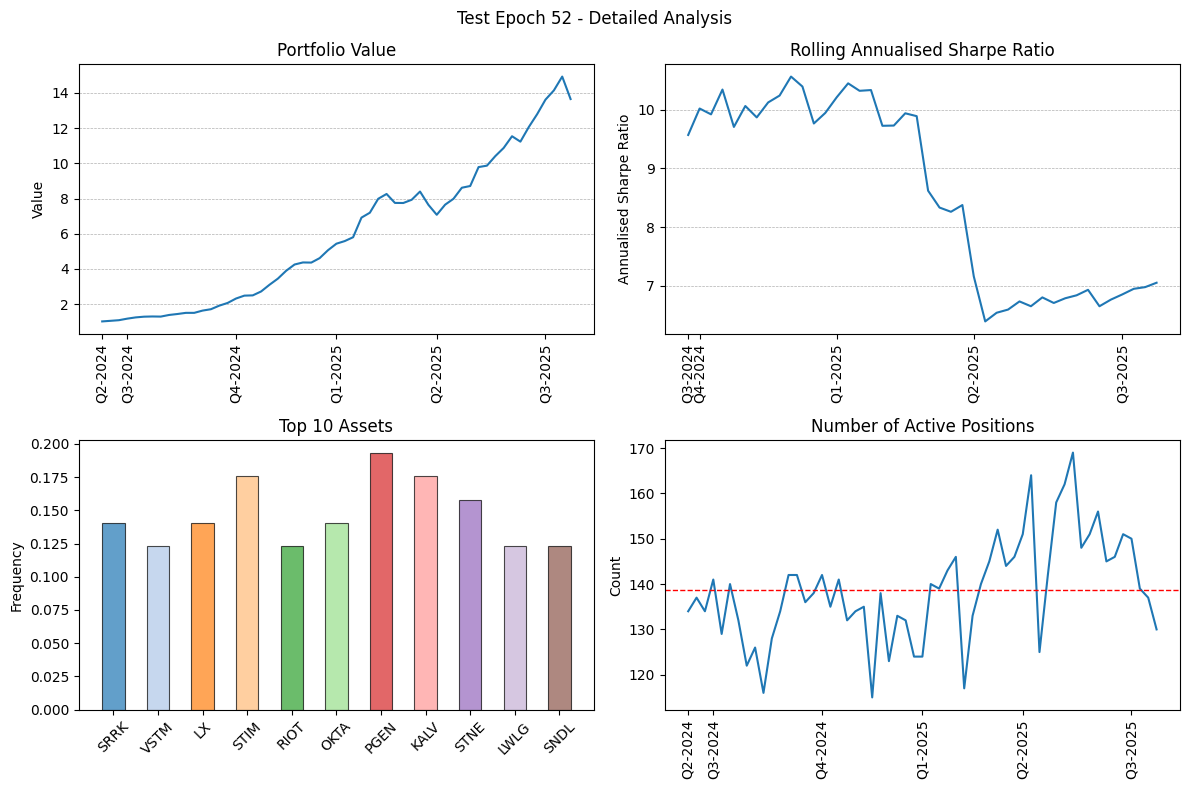 Test Epoch 52 - Detailed Analysis
Portfolio Value
Value
14
12
10
8
6
4
2
Q2-2024
Q3-2024
Q4-2024
Q1-2025
Q2-2025
Q3-2025
Rolling Annualised Sharpe Ratio
Annualised Sharpe Ratio
10
9
8
7
Q3-2024
Q4-2024
Q1-2025
Q2-2025
Q3-2025
Top 10 Assets
Frequency
0.200
0.175
0.150
0.125
0.100
0.075
0.050
0.025
0.000
SRRK
VSTM
LX
STIM
RIOT
OKTA
PGEN
KALV
STNE
LWLG
SNDL
Number of Active Positions
Count
170
160
150
140
130
120
Q2-2024
Q3-2024
Q4-2024
Q1-2025
Q2-2025
Q3-2025